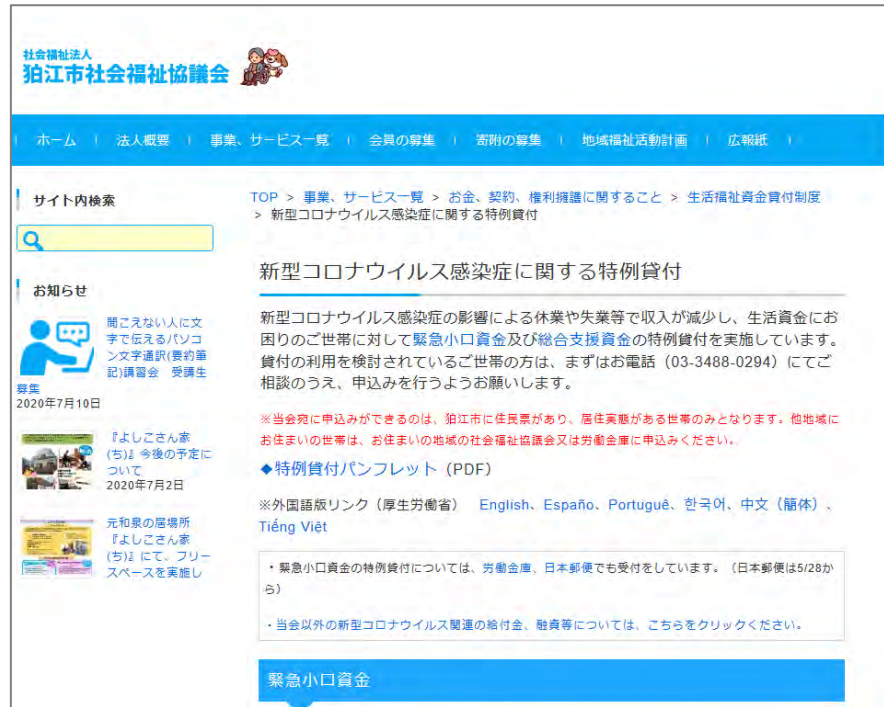 社会福祉法人
狛江市社会福祉協議会
ホーム
法人概要
事業、サービス一覧
会員の募集
寄附の募集
地域福祉活動計画
広報紙
サイト内検索
お知らせ
聞こえない人に文
字で伝えるパソコ
ン文字通訳(要約筆
記)講習会　受講生
募集
2020年7月10日
『よしこさん家
(ち)』今後の予定に
ついて
2020年7月2日
元和泉の居場所
『よしこさん家
(ち)』にて、フリー
スペースを実施し
TOP > 事業、サービス一覧 > お金、契約、権利擁護に関すること > 生活福祉資金貸付制度
> 新型コロナウイルス感染症に関する特例貸付
新型コロナウイルス感染症に関する特例貸付
新型コロナウイルス感染症の影響による休業や失業等で収入が減少し、生活資金にお
困りのご世帯に対して緊急小口資金及び総合支援資金の特例貸付を実施しています。
貸付の利用を検討されているご世帯の方は、まずはお電話（03-3488-0294）にてご
相談のうえ、申込みを行うようお願いします。
※当会宛に申込みができるのは、狛江市に住民票があり、居住実態がある世帯のみとなります。他地域に
お住まいの世帯は、お住まいの地域の社会福祉協議会又は労働金庫に申込みください。
◆特例貸付パンフレット（PDF）
※外国語版リンク（厚生労働省）　English、Españo、Portuguê、한국어、中文（簡体）、
Tiếng Việt
・緊急小口資金の特例貸付については、労働金庫、日本郵便でも受付をしています。（日本郵便は5/28か
ら）
・当会以外の新型コロナウイルス関連の給付金、融資等については、こちらをクリックください。
緊急小口資金